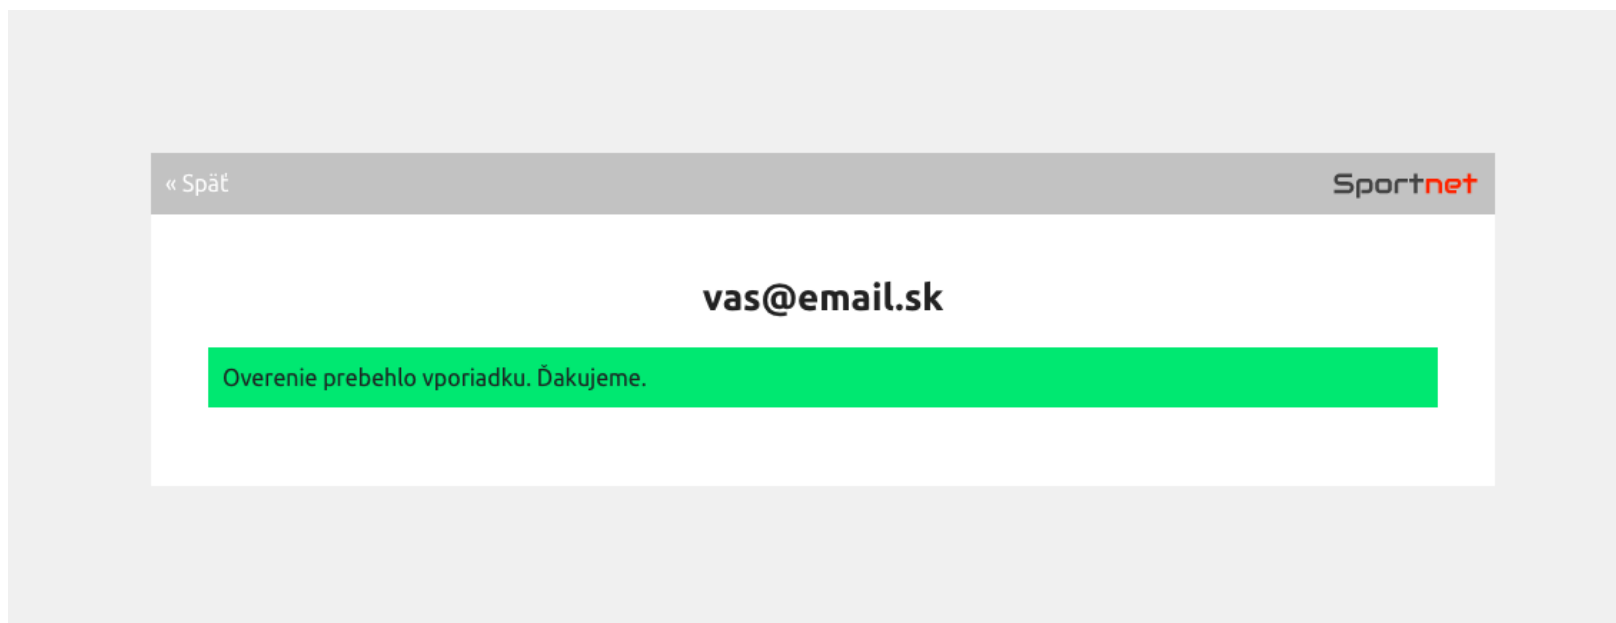 « Späť
Sportnet
vas@email.sk
Overenie prebehlo vporiadku. Ďakujeme.